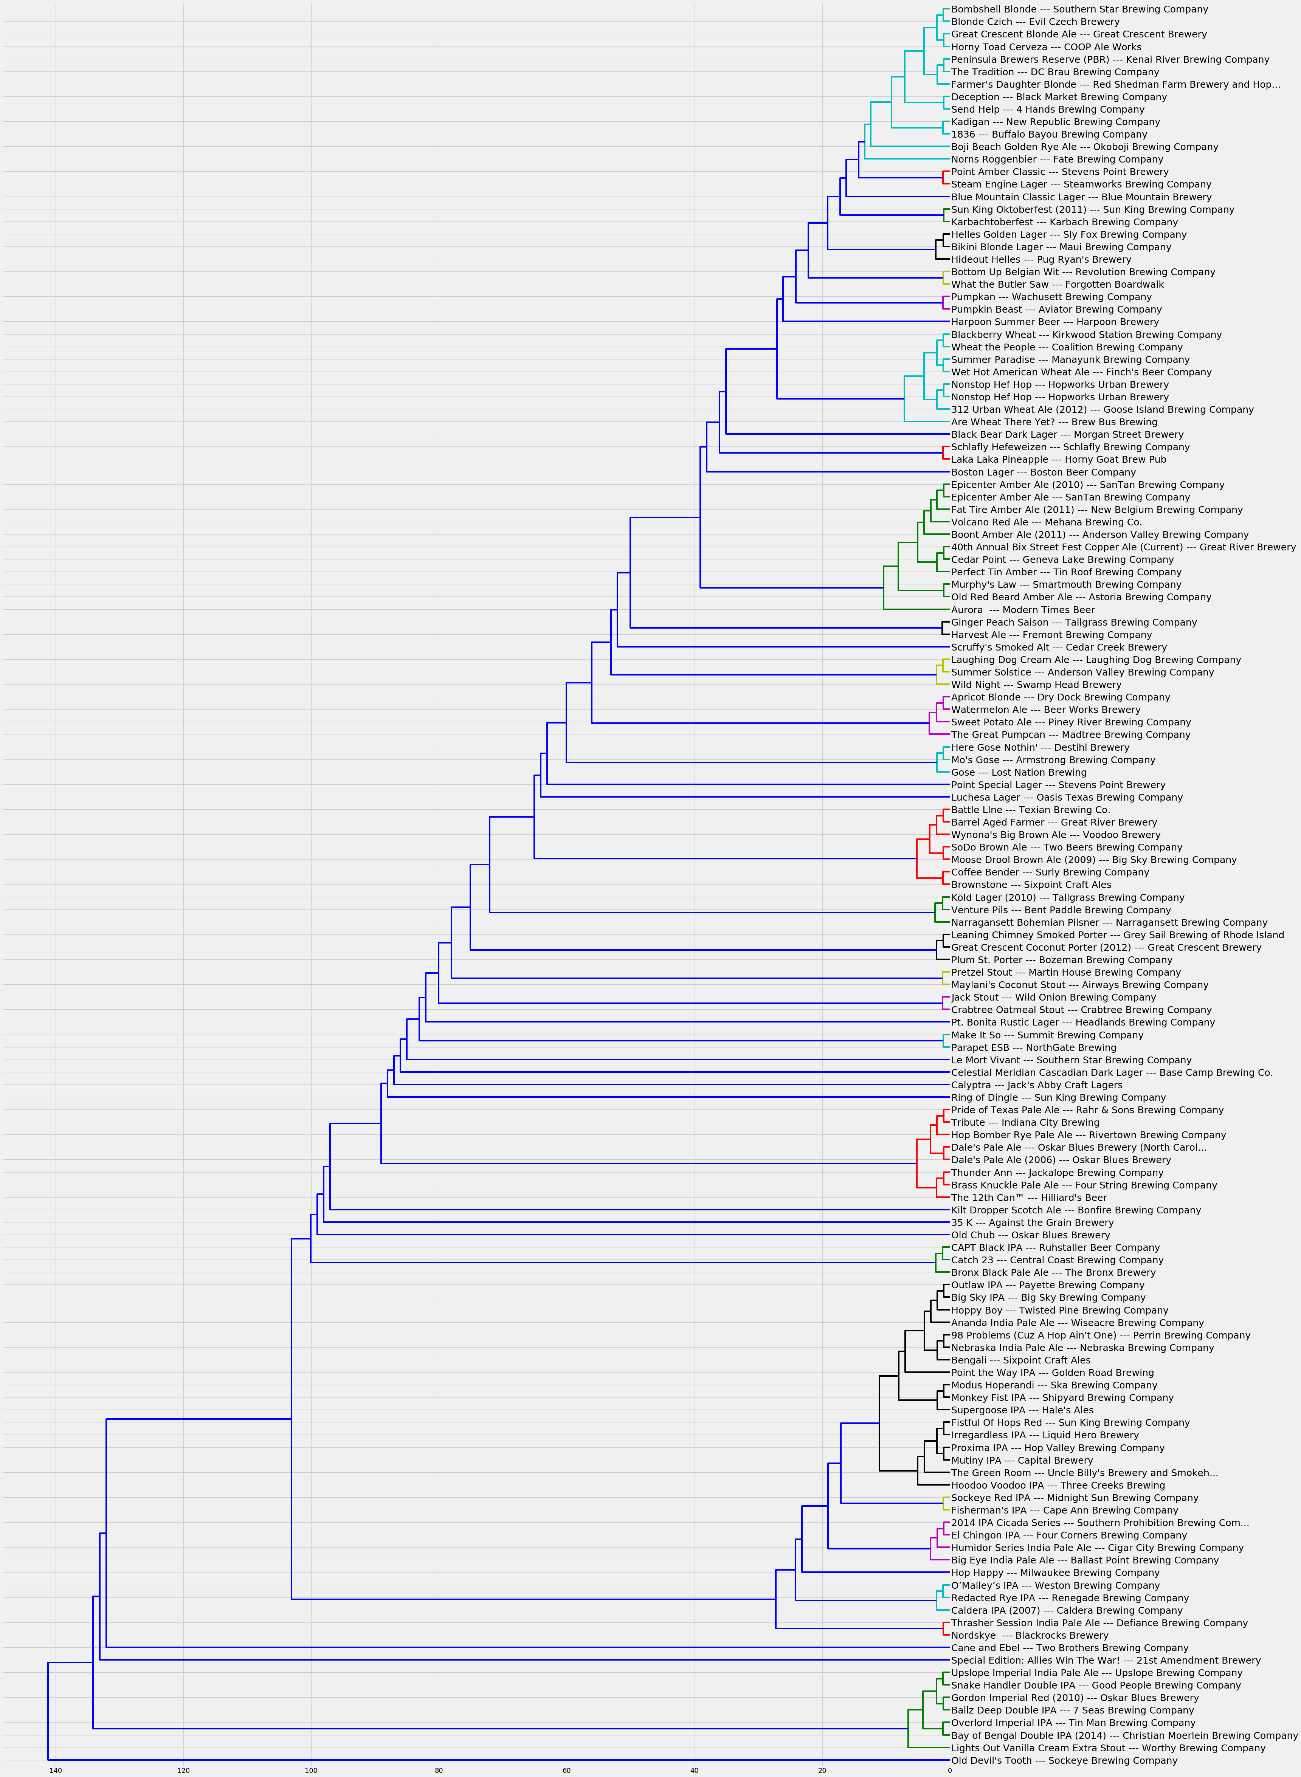 Bombshell Blonde --- Southern Star Brewing Company
Blonde Czich --- Evil Czech Brewery
Great Crescent Blonde Ale --- Great Crescent Brewery
Horny Toad Cerveza --- COOP Ale Works
Peninsula Brewers Reserve (PBR) --- Kenai River Brewing Company
The Tradition --- DC Brau Brewing Company
Farmer's Daughter Blonde --- Red Shedman Farm Brewery and Hop...
Deception --- Black Market Brewing Company
Send Help --- 4 Hands Brewing Company
Kadigan --- New Republic Brewing Company
1836 --- Buffalo Bayou Brewing Company
Boji Beach Golden Rye Ale --- Okoboji Brewing Company
Norns Roggenbier --- Fate Brewing Company
Point Amber Classic --- Stevens Point Brewery
Steam Engine Lager --- Steamworks Brewing Company
Blue Mountain Classic Lager --- Blue Mountain Brewery
Sun King Oktoberfest (2011) --- Sun King Brewing Company
Karbachtoberfest --- Karbach Brewing Company
Helles Golden Lager --- Sly Fox Brewing Company
Bikini Blonde Lager --- Maui Brewing Company
Hideout Helles --- Pug Ryan's Brewery
Bottom Up Belgian Wit --- Revolution Brewing Company
What the Butler Saw --- Forgotten Boardwalk
Pumpkan --- Wachusett Brewing Company
Pumpkin Beast --- Aviator Brewing Company
Harpoon Summer Beer --- Harpoon Brewery
Blackberry Wheat --- Kirkwood Station Brewing Company
Wheat the People --- Coalition Brewing Company
Summer Paradise --- Manayunk Brewing Company
Wet Hot American Wheat Ale --- Finch's Beer Company
Nonstop Hef Hop --- Hopworks Urban Brewery
Nonstop Hef Hop --- Hopworks Urban Brewery
312 Urban Wheat Ale (2012) --- Goose Island Brewing Company
Are Wheat There Yet? --- Brew Bus Brewing
Black Bear Dark Lager --- Morgan Street Brewery
Schlafly Hefeweizen --- Schlafly Brewing Company
Laka Laka Pineapple --- Horny Goat Brew Pub
Boston Lager --- Boston Beer Company
Epicenter Amber Ale (2010) --- SanTan Brewing Company
Epicenter Amber Ale --- SanTan Brewing Company
Fat Tire Amber Ale (2011) --- New Belgium Brewing Company
Volcano Red Ale --- Mehana Brewing Co.
Boont Amber Ale (2011) --- Anderson Valley Brewing Company
40th Annual Bix Street Fest Copper Ale (Current) --- Great River Brewery
Cedar Point --- Geneva Lake Brewing Company
Perfect Tin Amber --- Tin Roof Brewing Company
Murphy's Law --- Smartmouth Brewing Company
Old Red Beard Amber Ale --- Astoria Brewing Company
Aurora --- Modern Times Beer
Ginger Peach Saison --- Tallgrass Brewing Company
Harvest Ale --- Fremont Brewing Company
Scruffy's Smoked Alt --- Cedar Creek Brewery
Laughing Dog Cream Ale --- Laughing Dog Brewing Company
Summer Solstice --- Anderson Valley Brewing Company
Wild Night --- Swamp Head Brewery
Apricot Blonde --- Dry Dock Brewing Company
Watermelon Ale --- Beer Works Brewery
Sweet Potato Ale --- Piney River Brewing Company
The Great Pumpcan --- Madtree Brewing Company
Here Gose Nothin' --- Destihl Brewery
Mo's Gose --- Armstrong Brewing Company
Gose --- Lost Nation Brewing
Point Special Lager --- Stevens Point Brewery
Luchesa Lager --- Oasis Texas Brewing Company
Battle LIne --- Texian Brewing Co.
Barrel Aged Farmer --- Great River Brewery
Wynona's Big Brown Ale --- Voodoo Brewery
SoDo Brown Ale --- Two Beers Brewing Company
Moose Drool Brown Ale (2009) --- Big Sky Brewing Company
Coffee Bender --- Surly Brewing Company
Brownstone --- Sixpoint Craft Ales
Köld Lager (2010) --- Tallgrass Brewing Company
Venture Pils --- Bent Paddle Brewing Company
Narragansett Bohemian Pilsner --- Narragansett Brewing Company
Leaning Chimney Smoked Porter --- Grey Sail Brewing of Rhode Island
Great Crescent Coconut Porter (2012) --- Great Crescent Brewery
Plum St. Porter --- Bozeman Brewing Company
Pretzel Stout --- Martin House Brewing Company
Maylani's Coconut Stout --- Airways Brewing Company
Jack Stout --- Wild Onion Brewing Company
Crabtree Oatmeal Stout --- Crabtree Brewing Company
Pt. Bonita Rustic Lager --- Headlands Brewing Company
Make It So --- Summit Brewing Company
Parapet ESB --- NorthGate Brewing
Le Mort Vivant --- Southern Star Brewing Company
Celestial Meridian Cascadian Dark Lager --- Base Camp Brewing Co.
Calyptra --- Jack's Abby Craft Lagers
Ring of Dingle --- Sun King Brewing Company
Pride of Texas Pale Ale --- Rahr & Sons Brewing Company
Tribute --- Indiana City Brewing
Hop Bomber Rye Pale Ale --- Rivertown Brewing Company
Dale's Pale Ale --- Oskar Blues Brewery (North Carol...
Dale's Pale Ale (2006) --- Oskar Blues Brewery
Thunder Ann --- Jackalope Brewing Company
Brass Knuckle Pale Ale --- Four String Brewing Company
The 12th Can™ --- Hilliard's Beer
Kilt Dropper Scotch Ale --- Bonfire Brewing Company
35 K --- Against the Grain Brewery
Old Chub --- Oskar Blues Brewery
CAPT Black IPA --- Ruhstaller Beer Company
Catch 23 --- Central Coast Brewing Company
Bronx Black Pale Ale --- The Bronx Brewery
Outlaw IPA --- Payette Brewing Company
Big Sky IPA --- Big Sky Brewing Company
Hoppy Boy --- Twisted Pine Brewing Company
Ananda India Pale Ale --- Wiseacre Brewing Company
98 Problems (Cuz A Hop Ain't One) --- Perrin Brewing Company
Nebraska India Pale Ale --- Nebraska Brewing Company
Bengali --- Sixpoint Craft Ales
Point the Way IPA --- Golden Road Brewing
Modus Hoperandi --- Ska Brewing Company
Monkey Fist IPA --- Shipyard Brewing Company
Supergoose IPA --- Hale's Ales
Fistful Of Hops Red --- Sun King Brewing Company
Irregardless IPA --- Liquid Hero Brewery
Proxima IPA --- Hop Valley Brewing Company
Mutiny IPA --- Capital Brewery
The Green Room --- Uncle Billy's Brewery and Smokeh...
Hoodoo Voodoo IPA --- Three Creeks Brewing
Sockeye Red IPA --- Midnight Sun Brewing Company
Fisherman's IPA --- Cape Ann Brewing Company
2014 IPA Cicada Series --- Southern Prohibition Brewing Com...
El Chingon IPA --- Four Corners Brewing Company
Humidor Series India Pale Ale --- Cigar City Brewing Company
Big Eye India Pale Ale --- Ballast Point Brewing Company
Hop Happy --- Milwaukee Brewing Company
O’Malley’s IPA --- Weston Brewing Company
Redacted Rye IPA --- Renegade Brewing Company
Caldera IPA (2007) --- Caldera Brewing Company
Thrasher Session India Pale Ale --- Defiance Brewing Company
Nordskye --- Blackrocks Brewery
Cane and Ebel --- Two Brothers Brewing Company
Special Edition: Allies Win The War! --- 21st Amendment Brewery
Upslope Imperial India Pale Ale --- Upslope Brewing Company
Snake Handler Double IPA --- Good People Brewing Company
Gordon Imperial Red (2010) --- Oskar Blues Brewery
Ballz Deep Double IPA --- 7 Seas Brewing Company
Overlord Imperial IPA --- Tin Man Brewing Company
Bay of Bengal Double IPA (2014) --- Christian Moerlein Brewing Company
Lights Out Vanilla Cream Extra Stout --- Worthy Brewing Company
Old Devil's Tooth --- Sockeye Brewing Company
140 120 100 80 60 40 20 0